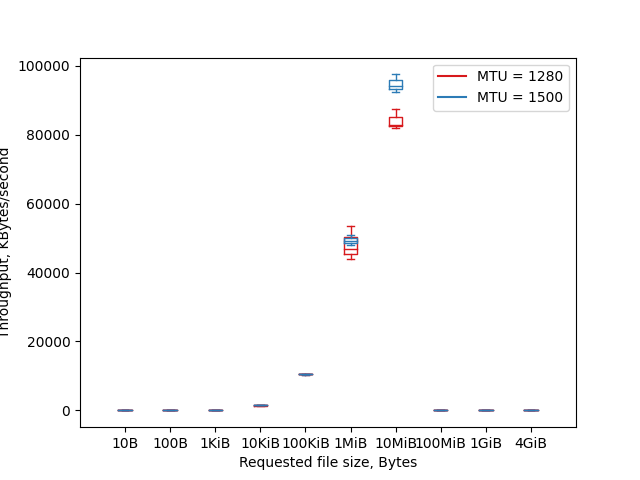 100000
80000
60000
40000
20000
0
Throughput, KBytes/second
MTU = 1280
MTU = 1500
10B 100B 1KiB 10KiB 100KiB 1MiB 10MiB 100MiB 1GiB 4GiB
Requested file size, Bytes